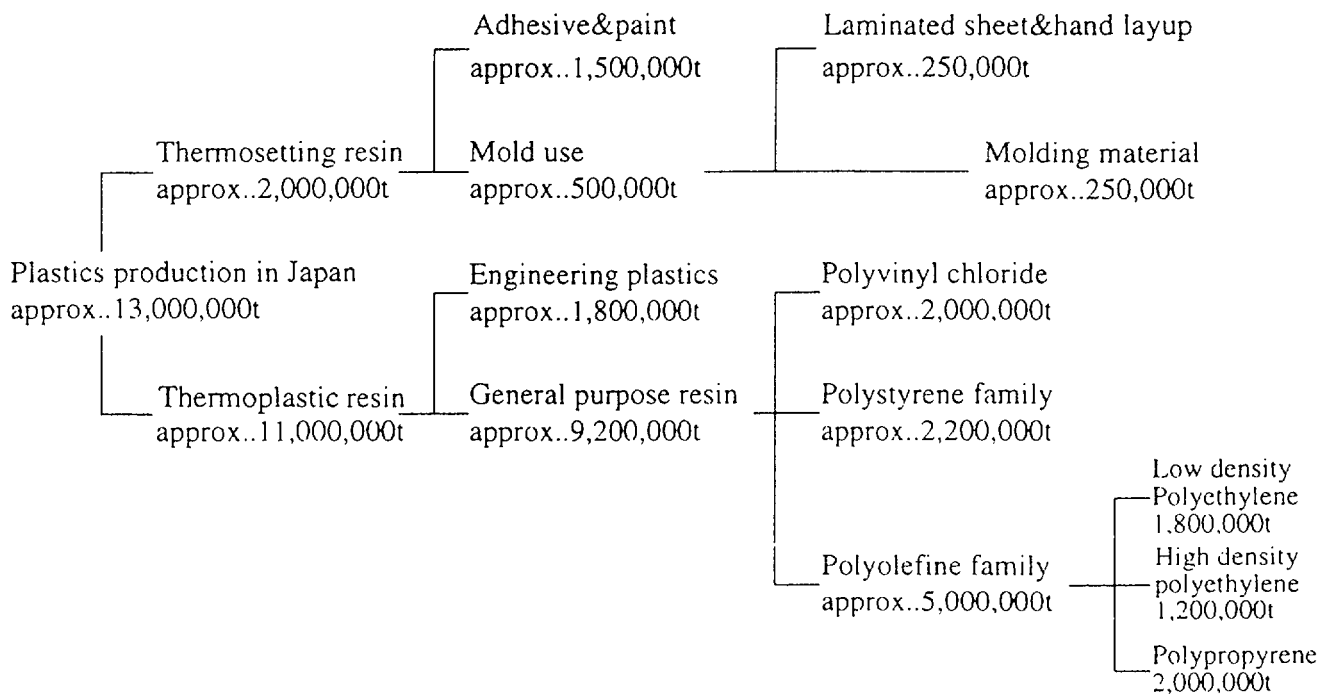 Adhesive&paint
approx..1,500,000t
Laminated sheet&hand layup
approx..250,000t
Thermosetting resin
approx..2,000,000t
Mold use
approx..500,000t
Molding material
approx..250,000t
Plastics production in Japan
approx..13,000,000t
Engineering plastics
approx..1,800,000t
Polyvinyl chloride
approx..2,000,000t
Thermoplastic resin
approx..11,000,000t
General purpose resin
approx..9,200,000t
Polystyrene family
approx..2,200,000t
Polyolefine family
approx..5,000,000t
Low density
Polyethylene
1,800,000t
High density
polyethylene
1,200,000t
Polypropyrene
2,000,000t